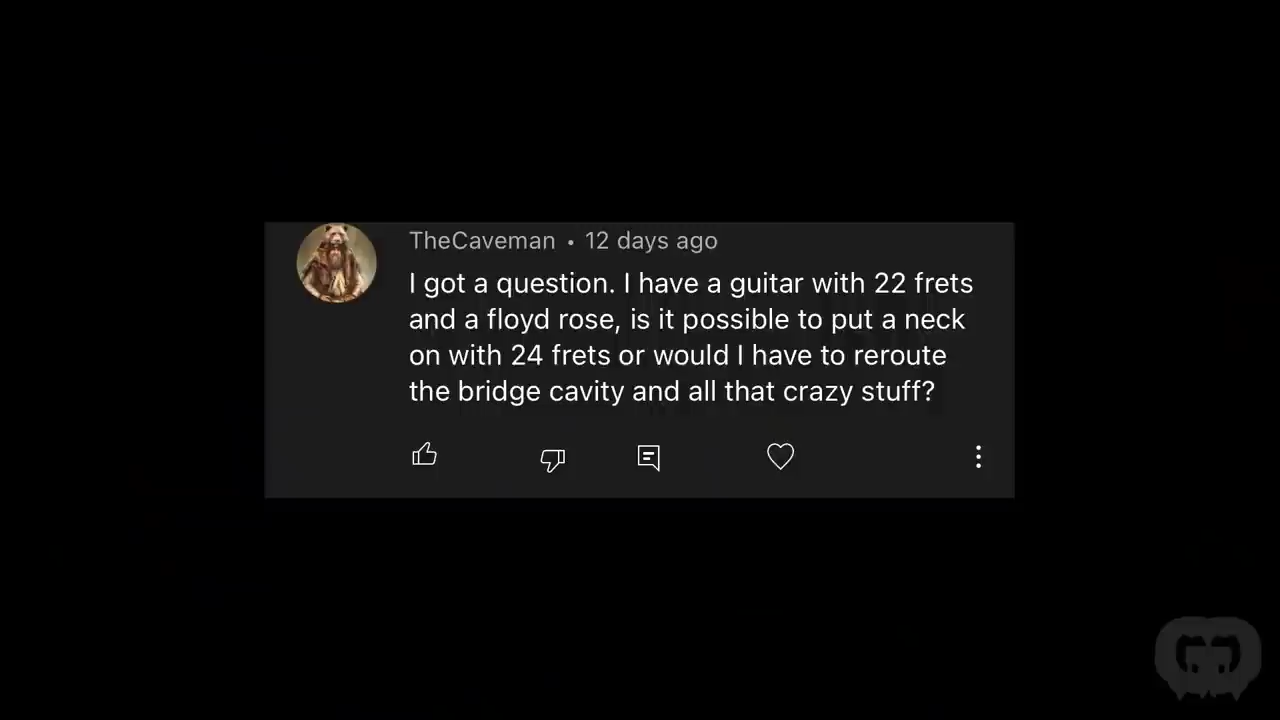 TheCaveman • 12 days ago
I got a question. I have a guitar with 22 frets
and a floyd rose, is it possible to put a neck
on with 24 frets or would I have to reroute
the bridge cavity and all that crazy stuff?